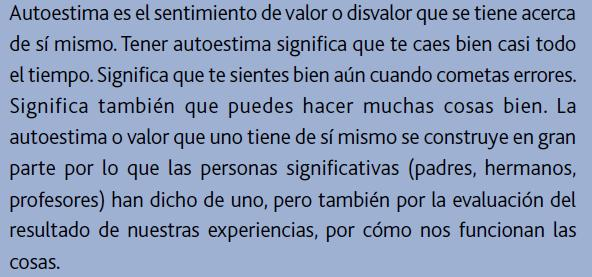 Autoestima es el sentimiento de valor o disvalor que se tiene acerca
de sí mismo. Tener autoestima significa que te caes bien casi todo
el tiempo. Significa que te sientes bien aún cuando cometas errores.
Significa también que puedes hacer muchas cosas bien. La
autoestima o valor que uno tiene de sí mismo se construye en gran
parte por lo que las personas significativas (padres, hermanos,
profesores) han dicho de uno, pero también por la evaluación del
resultado de nuestras experiencias, por cómo nos funcionan las
cosas.